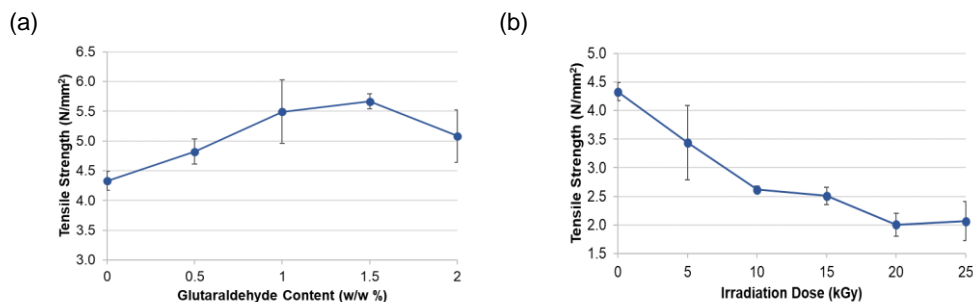 (a)
6.5
6.0
5.5
5.0
4.5
4.0
3.5
3.0
Tensile Strength (N/mm²)
0 0.5 1 1.5 2
Glutaraldehyde Content (w/w %)
(b)
5.0
4.5
4.0
3.5
3.0
2.5
2.0
1.5
Tensile Strength (N/mm²)
0 5 10 15 20 25
Irradiation Dose (kGy)